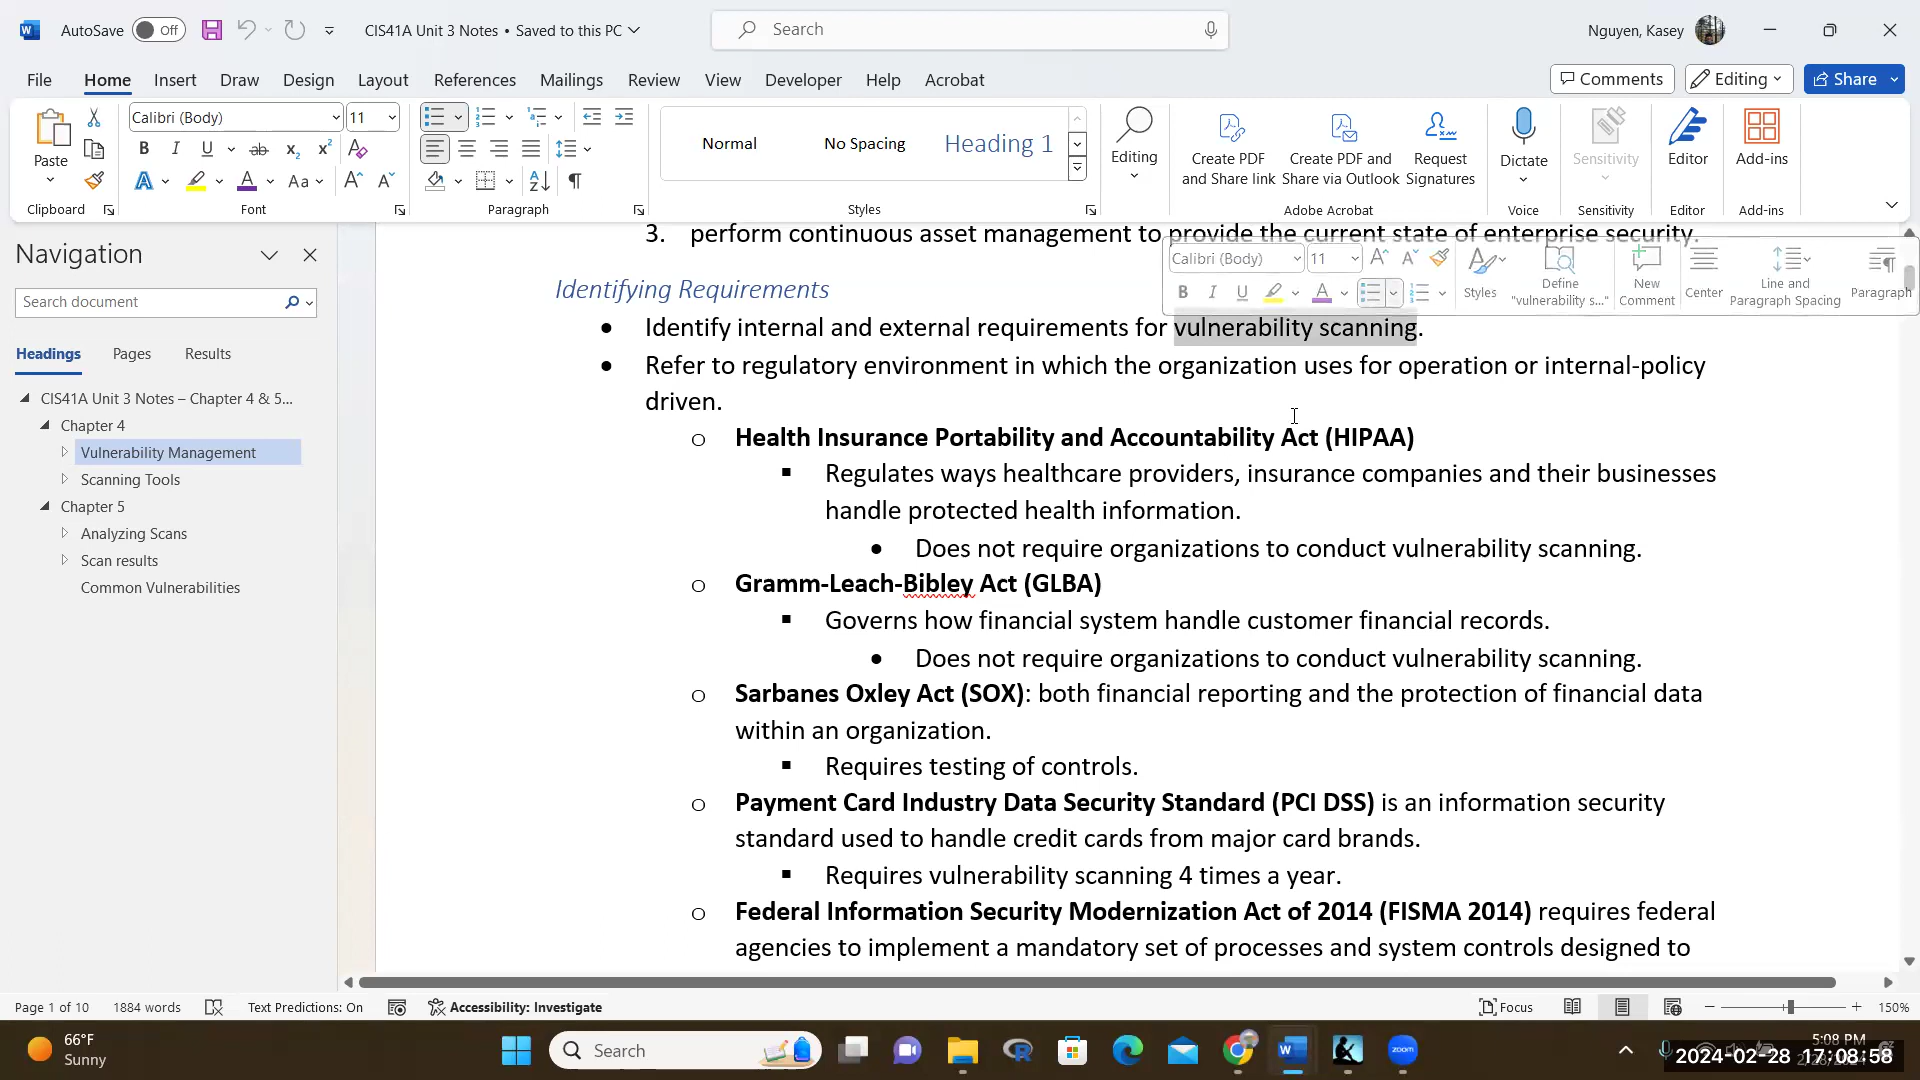 AutoSave Off CIS41A Unit 3 Notes • Saved to this PC Search Nguyen, Kasey
File Home Insert Draw Design Layout References Mailings Review View Developer Help Acrobat Comments Editing Share
Calibri (Body) 11 Normal No Spacing Heading 1
Paste Editing Create PDF and Share link Create PDF and Share via Outlook Request Signatures Dictate Sensitivity Editor Add-ins
Clipboard Font Paragraph Styles Adobe Acrobat Voice Sensitivity Editor Add-ins
Navigation
Search document
Headings Pages Results
CIS41A Unit 3 Notes – Chapter 4 & 5...
Chapter 4
Vulnerability Management
Scanning Tools
Chapter 5
Analyzing Scans
Scan results
Common Vulnerabilities
3. perform continuous asset management to provide the current state of enterprise security.
Calibri (Body) 11 Styles Define "vulnerability s..." New Comment Center Line and Paragraph Spacing Paragraph
Identifying Requirements
• Identify internal and external requirements for vulnerability scanning.
• Refer to regulatory environment in which the organization uses for operation or internal-policy
driven.
o Health Insurance Portability and Accountability Act (HIPAA)
▪ Regulates ways healthcare providers, insurance companies and their businesses
handle protected health information.
• Does not require organizations to conduct vulnerability scanning.
o Gramm-Leach-Bibley Act (GLBA)
▪ Governs how financial system handle customer financial records.
• Does not require organizations to conduct vulnerability scanning.
o Sarbanes Oxley Act (SOX): both financial reporting and the protection of financial data
within an organization.
▪ Requires testing of controls.
o Payment Card Industry Data Security Standard (PCI DSS) is an information security
standard used to handle credit cards from major card brands.
▪ Requires vulnerability scanning 4 times a year.
o Federal Information Security Modernization Act of 2014 (FISMA 2014) requires federal
agencies to implement a mandatory set of processes and system controls designed to
Page 1 of 10 1884 words Text Predictions: On Accessibility: Investigate Focus 150%
66°F
Sunny
Search
zoom
5:08 PM
2024-02-28 17:08:58